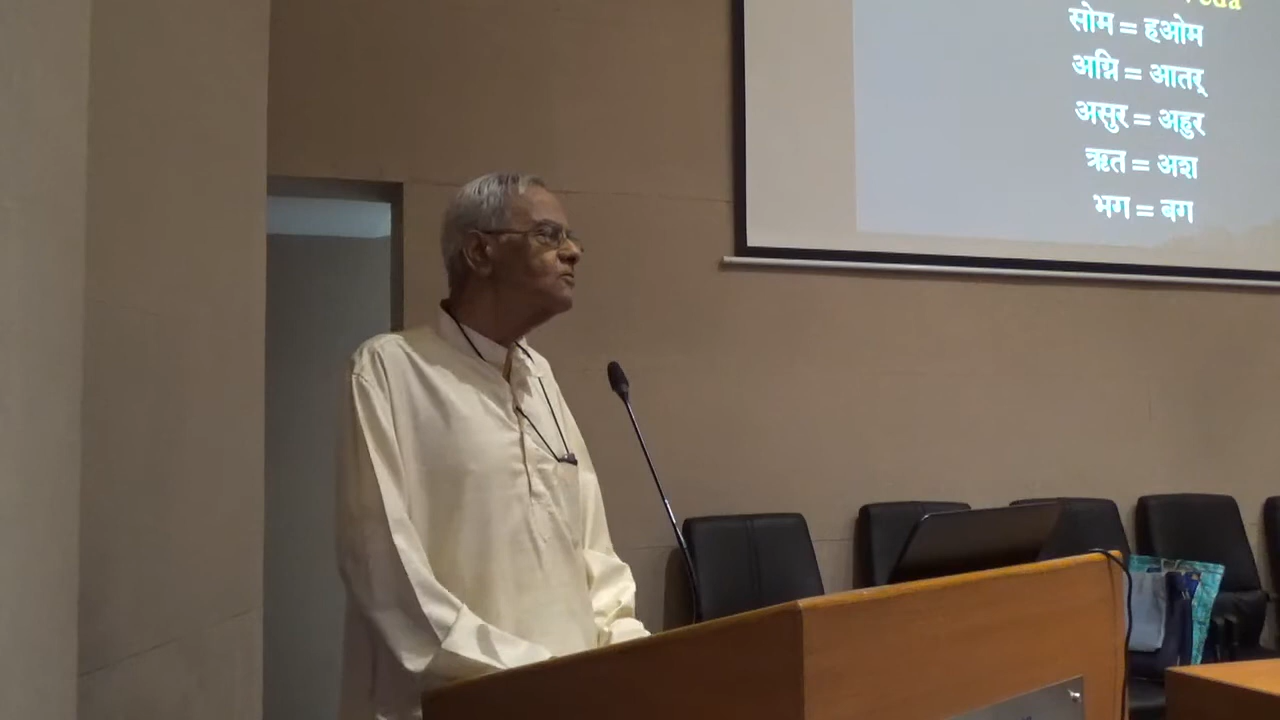 सोम = हओम
अग्नि = आतर्
असुर = अहुर
ऋत = अश
भग = बग